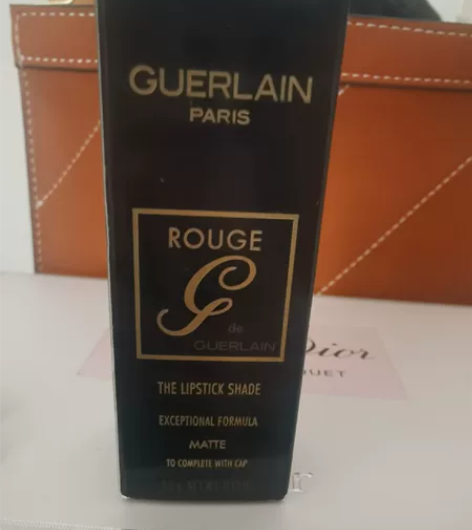 GUERLAIN
PARIS
ROUGE
G
de
GUERLAIN
THE LIPSTICK SHADE
EXCEPTIONAL FORMULA
MATTE
TO COMPLETE WITH CAP
Dior